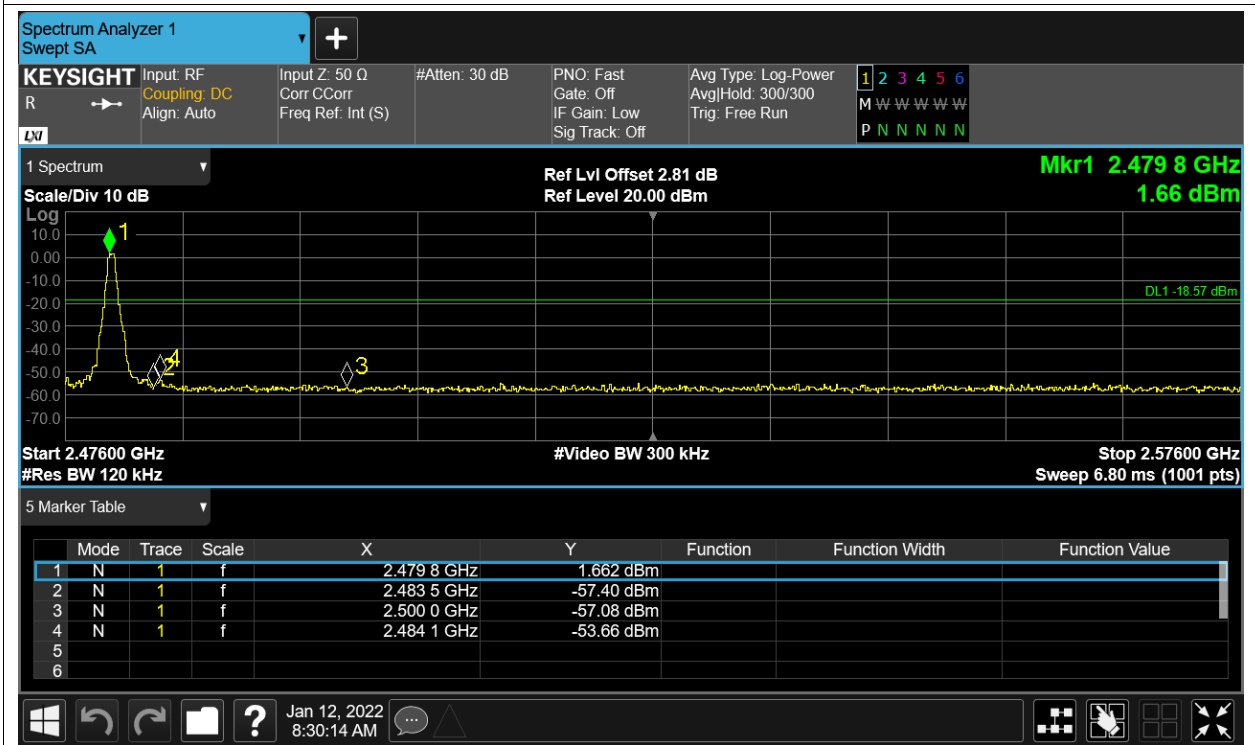 Spectrum Analyzer 1
Swept SA
KEYSIGHT
R
LXI
Input: RF
Coupling: DC
Align: Auto
Input Z: 50 Ω
Corr CCorr
Freq Ref: Int (S)
#Atten: 30 dB
PNO: Fast
Gate: Off
IF Gain: Low
Sig Track: Off
Avg Type: Log-Power
Avg|Hold: 300/300
Trig: Free Run
1 2 3 4 5 6
M W W W W W
P N N N N N
1 Spectrum
Scale/Div 10 dB
Ref Lvl Offset 2.81 dB
Ref Level 20.00 dBm
Mkr1 2.479 8 GHz
1.66 dBm
Log
10.0
0.00
-10.0
-20.0
-30.0
-40.0
-50.0
-60.0
-70.0
1
2
4
3
DL1 -18.57 dBm
Start 2.47600 GHz
#Res BW 120 kHz
#Video BW 300 kHz
Stop 2.57600 GHz
Sweep 6.80 ms (1001 pts)
5 Marker Table
Mode Trace Scale X Y Function Function Width Function Value
1 N 1 f 2.479 8 GHz 1.662 dBm
2 N 1 f 2.483 5 GHz -57.40 dBm
3 N 1 f 2.500 0 GHz -57.08 dBm
4 N 1 f 2.484 1 GHz -53.66 dBm
5
6
?
Jan 12, 2022
8:30:14 AM